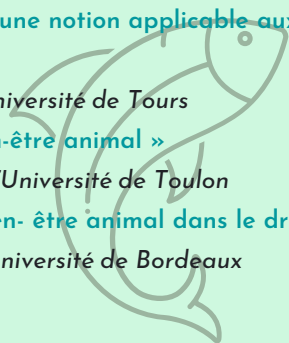 une notion applicable aux
niversité de Tours
n-être animal »
'Université de Toulon
en- être animal dans le dr
niversité de Bordeaux